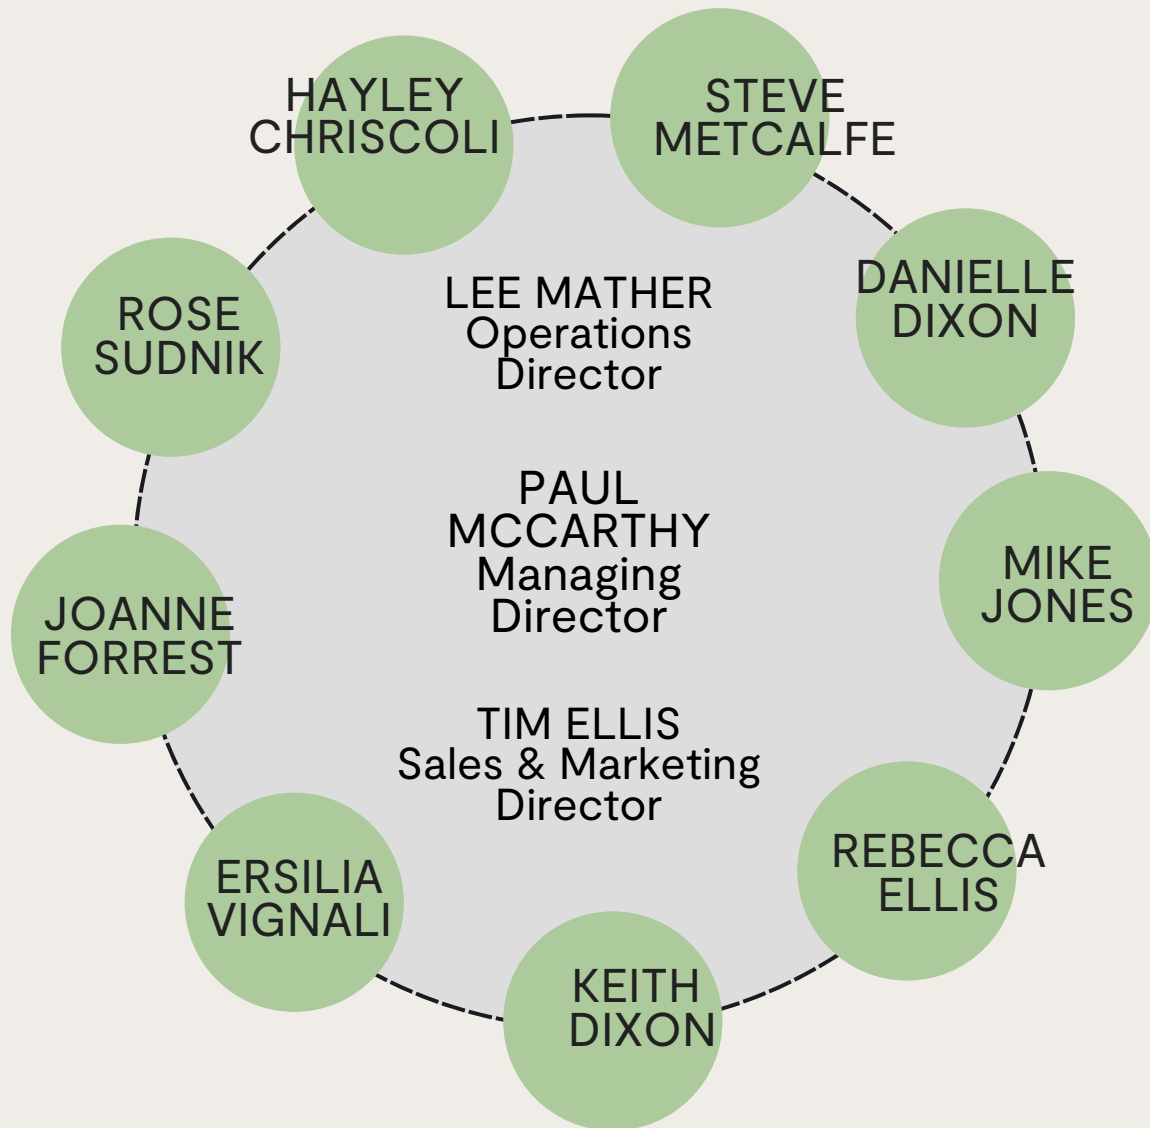 HAYLEY
CHRISCOLI
STEVE
METCALFE
DANIELLE
DIXON
ROSE
SUDNIK
LEE MATHER
Operations
Director
PAUL
MCCARTHY
Managing
Director
MIKE
JONES
JOANNE
FORREST
TIM ELLIS
Sales & Marketing
Director
REBECCA
ELLIS
ERSILIA
VIGNALI
KEITH
DIXON